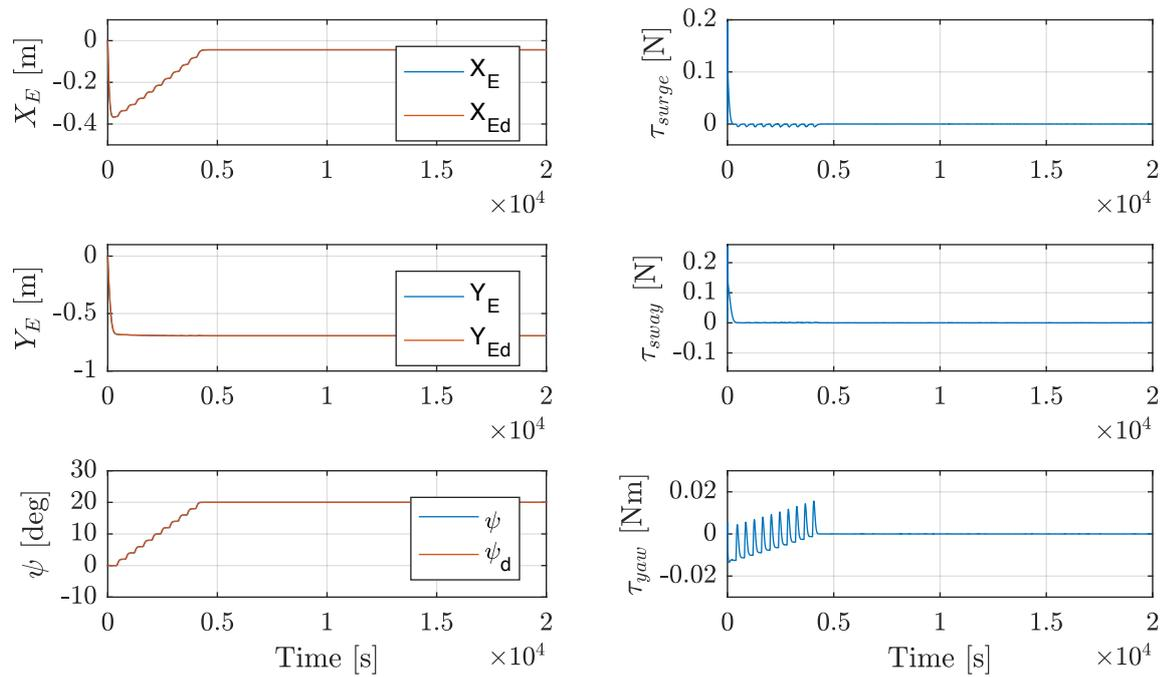 0
-0.2
-0.4
X_E [m]
X_E
X_Ed
0 0.5 1 1.5 2
×10^4
0.2
0.1
0
τ_surge [N]
0 0.5 1 1.5 2
×10^4
0
-0.5
-1
Y_E [m]
Y_E
Y_Ed
0 0.5 1 1.5 2
×10^4
0.2
0.1
0
-0.1
τ_sway [N]
0 0.5 1 1.5 2
×10^4
30
20
10
0
-10
ψ [deg]
ψ
ψ_d
0 0.5 1 1.5 2
Time [s] ×10^4
0.02
0
-0.02
τ_yaw [Nm]
0 0.5 1 1.5 2
Time [s] ×10^4